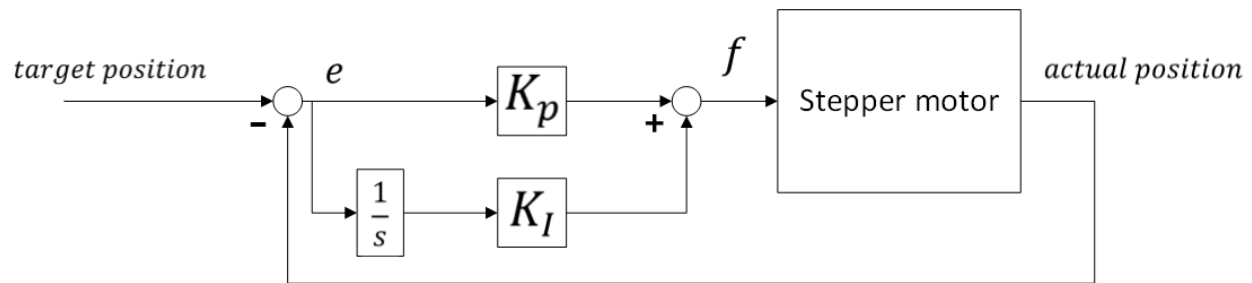 target position
e
K_p
f
Stepper motor
actual position
-
+
1
s
K_I